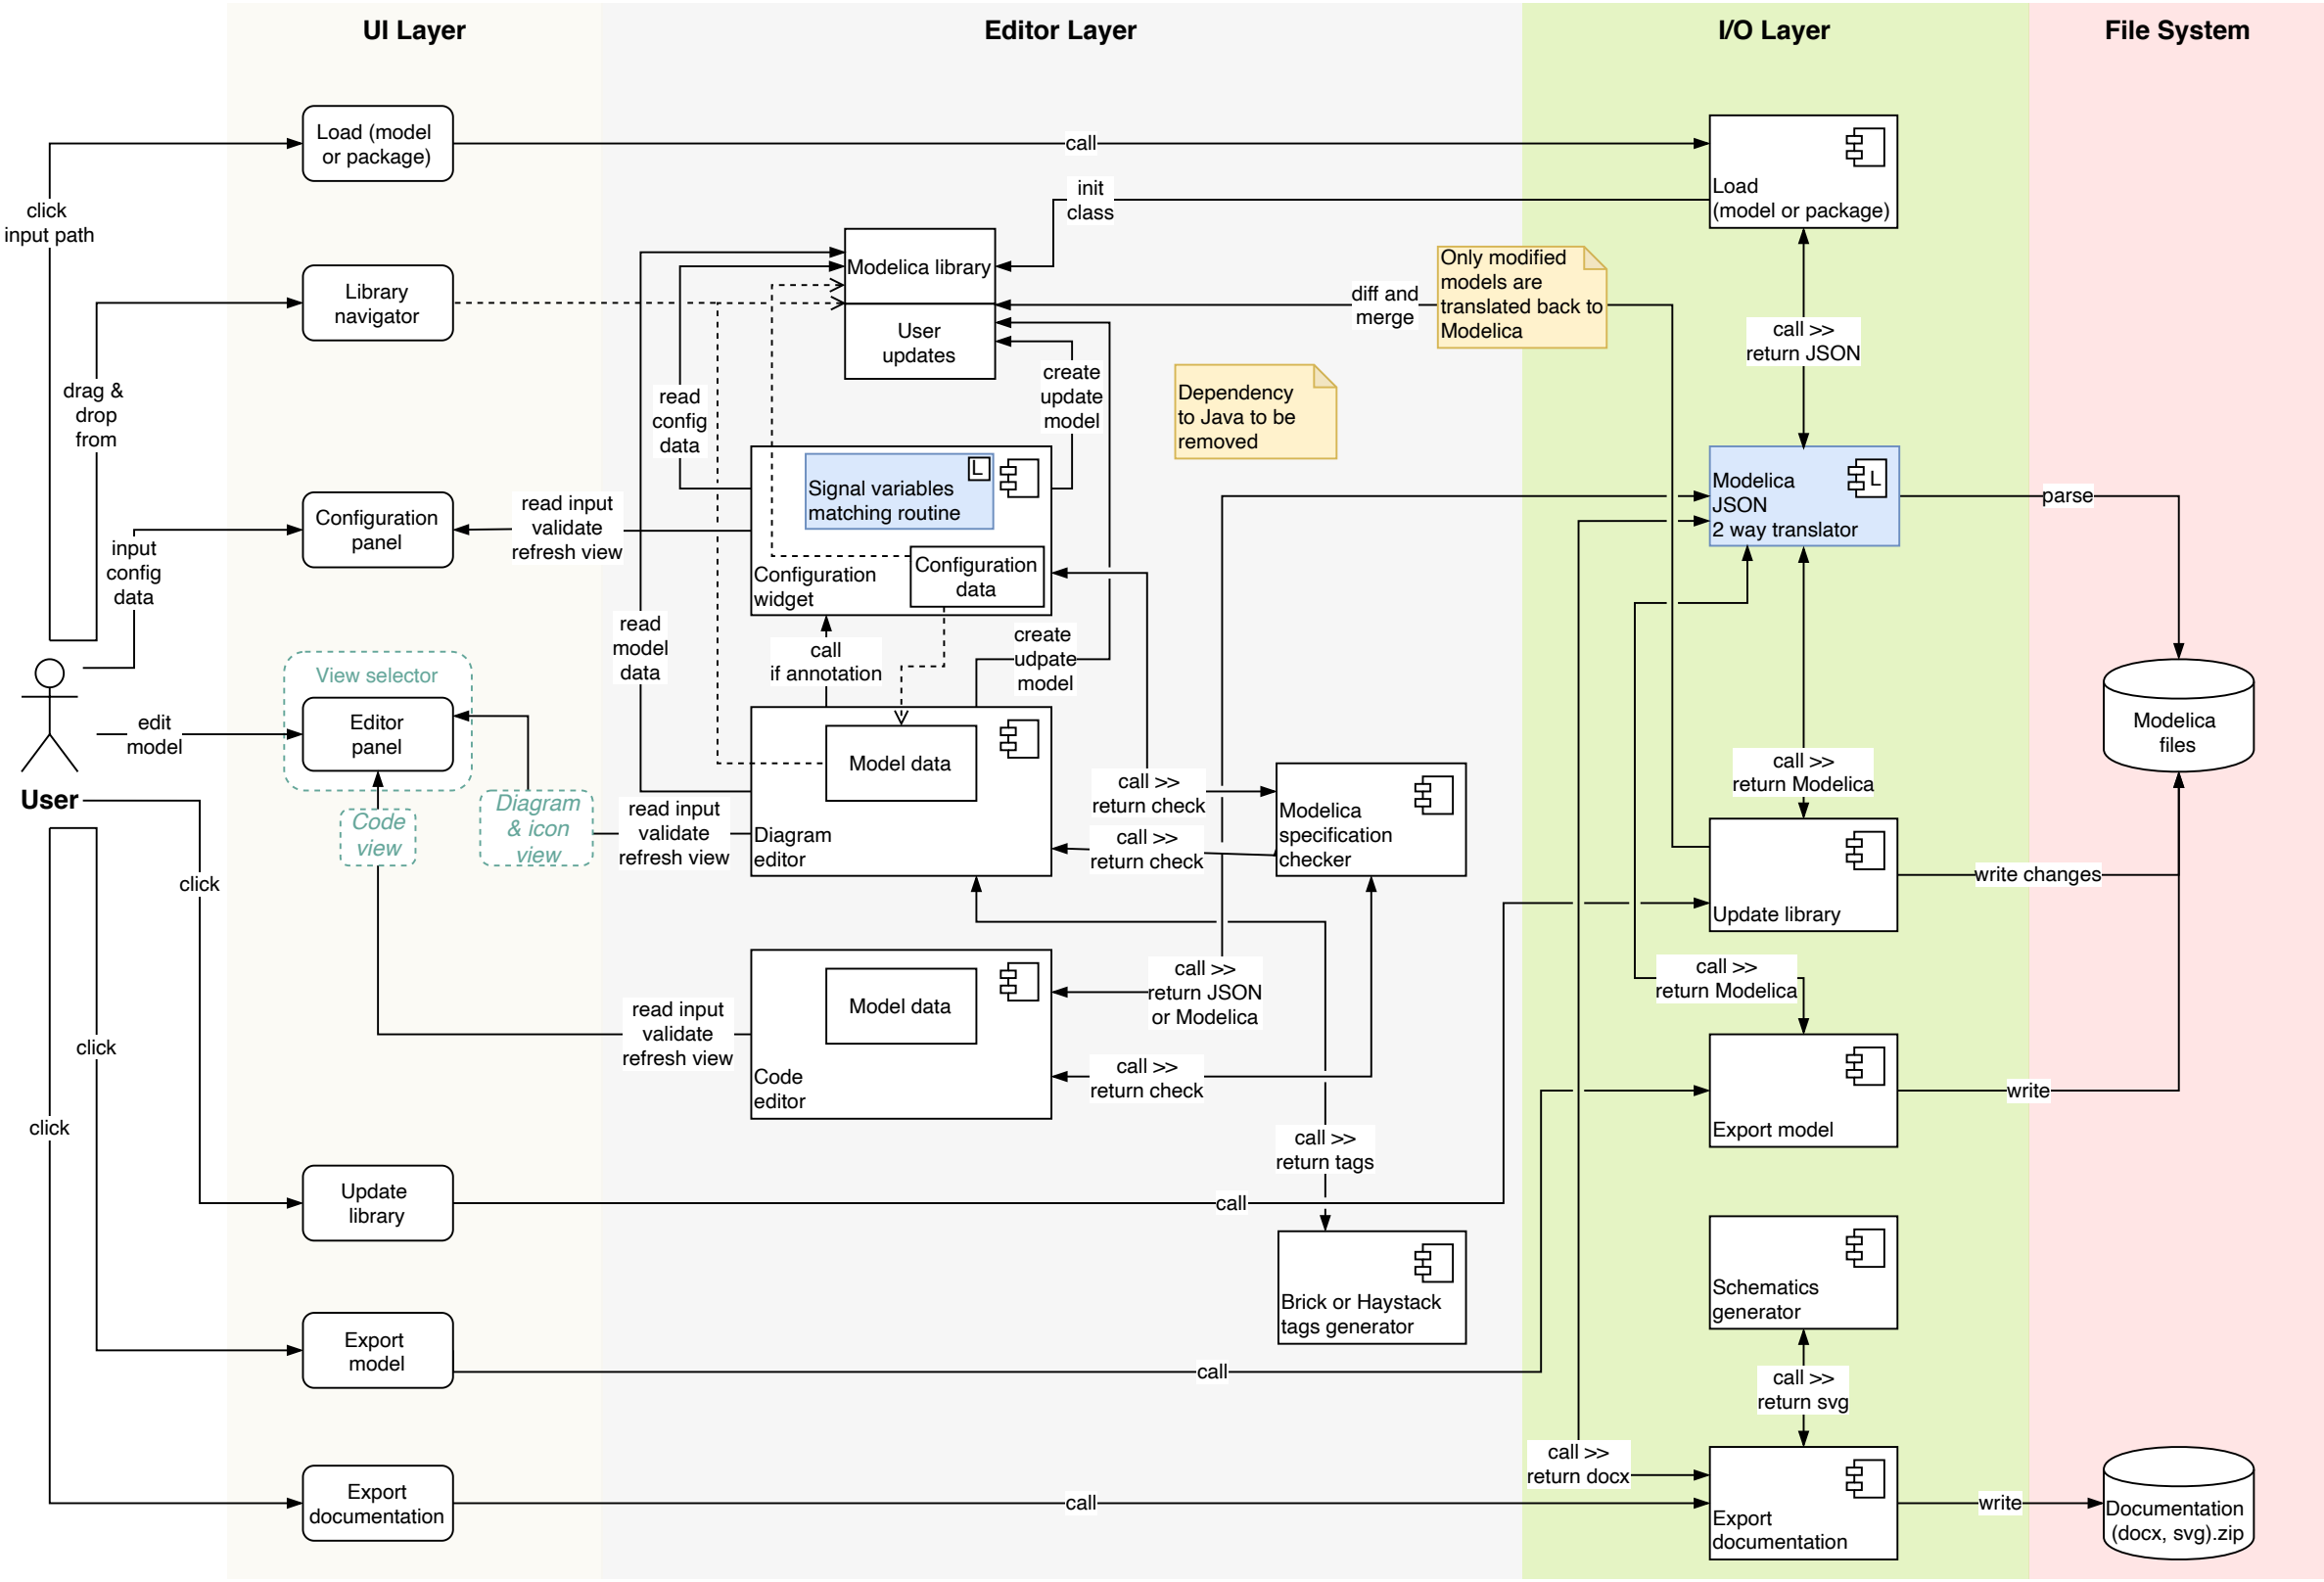 UI Layer
Editor Layer
I/O Layer
File System
Load (model
or package)
call
Load
(model or package)
click
input path
init
class
Library
navigator
Modelica library
User
updates
diff and
merge
Only modified
models are
translated back to
Modelica
call >>
return JSON
drag &
drop
from
read
config
data
create
update
model
Dependency
to Java to be
removed
Configuration
panel
read input
validate
refresh view
L
Signal variables
matching routine
Configuration
data
Configuration
widget
L
Modelica
JSON
2 way translator
parse
input
config
data
read
model
data
call
if annotation
create
udpate
model
View selector
Editor
panel
edit
model
User
Code
view
Diagram
& icon
view
read input
validate
refresh view
Model data
Diagram
editor
call >>
return check
call >>
return check
Modelica
specification
checker
call >>
return Modelica
Modelica
files
Update library
write changes
click
call >>
return JSON
or Modelica
call >>
return Modelica
read input
validate
refresh view
Model data
Code
editor
call >>
return check
click
Export model
write
click
call >>
return tags
Update
library
call
Brick or Haystack
tags generator
Schematics
generator
Export
model
call
call >>
return svg
call >>
return docx
Export
documentation
call
Export
documentation
write
Documentation
(docx, svg).zip